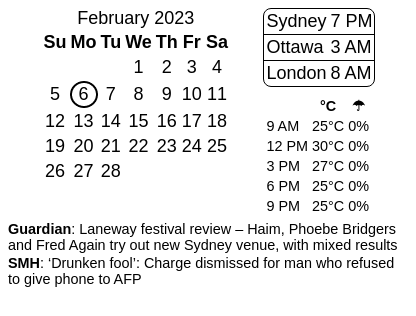 February 2023
Su Mo Tu We Th Fr Sa
1 2 3 4
5 6 7 8 9 10 11
12 13 14 15 16 17 18
19 20 21 22 23 24 25
26 27 28
Sydney 7 PM
Ottawa 3 AM
London 8 AM
°C ☂
9 AM 25°C 0%
12 PM 30°C 0%
3 PM 27°C 0%
6 PM 25°C 0%
9 PM 25°C 0%
Guardian: Laneway festival review – Haim, Phoebe Bridgers
and Fred Again try out new Sydney venue, with mixed results
SMH: ‘Drunken fool’: Charge dismissed for man who refused
to give phone to AFP